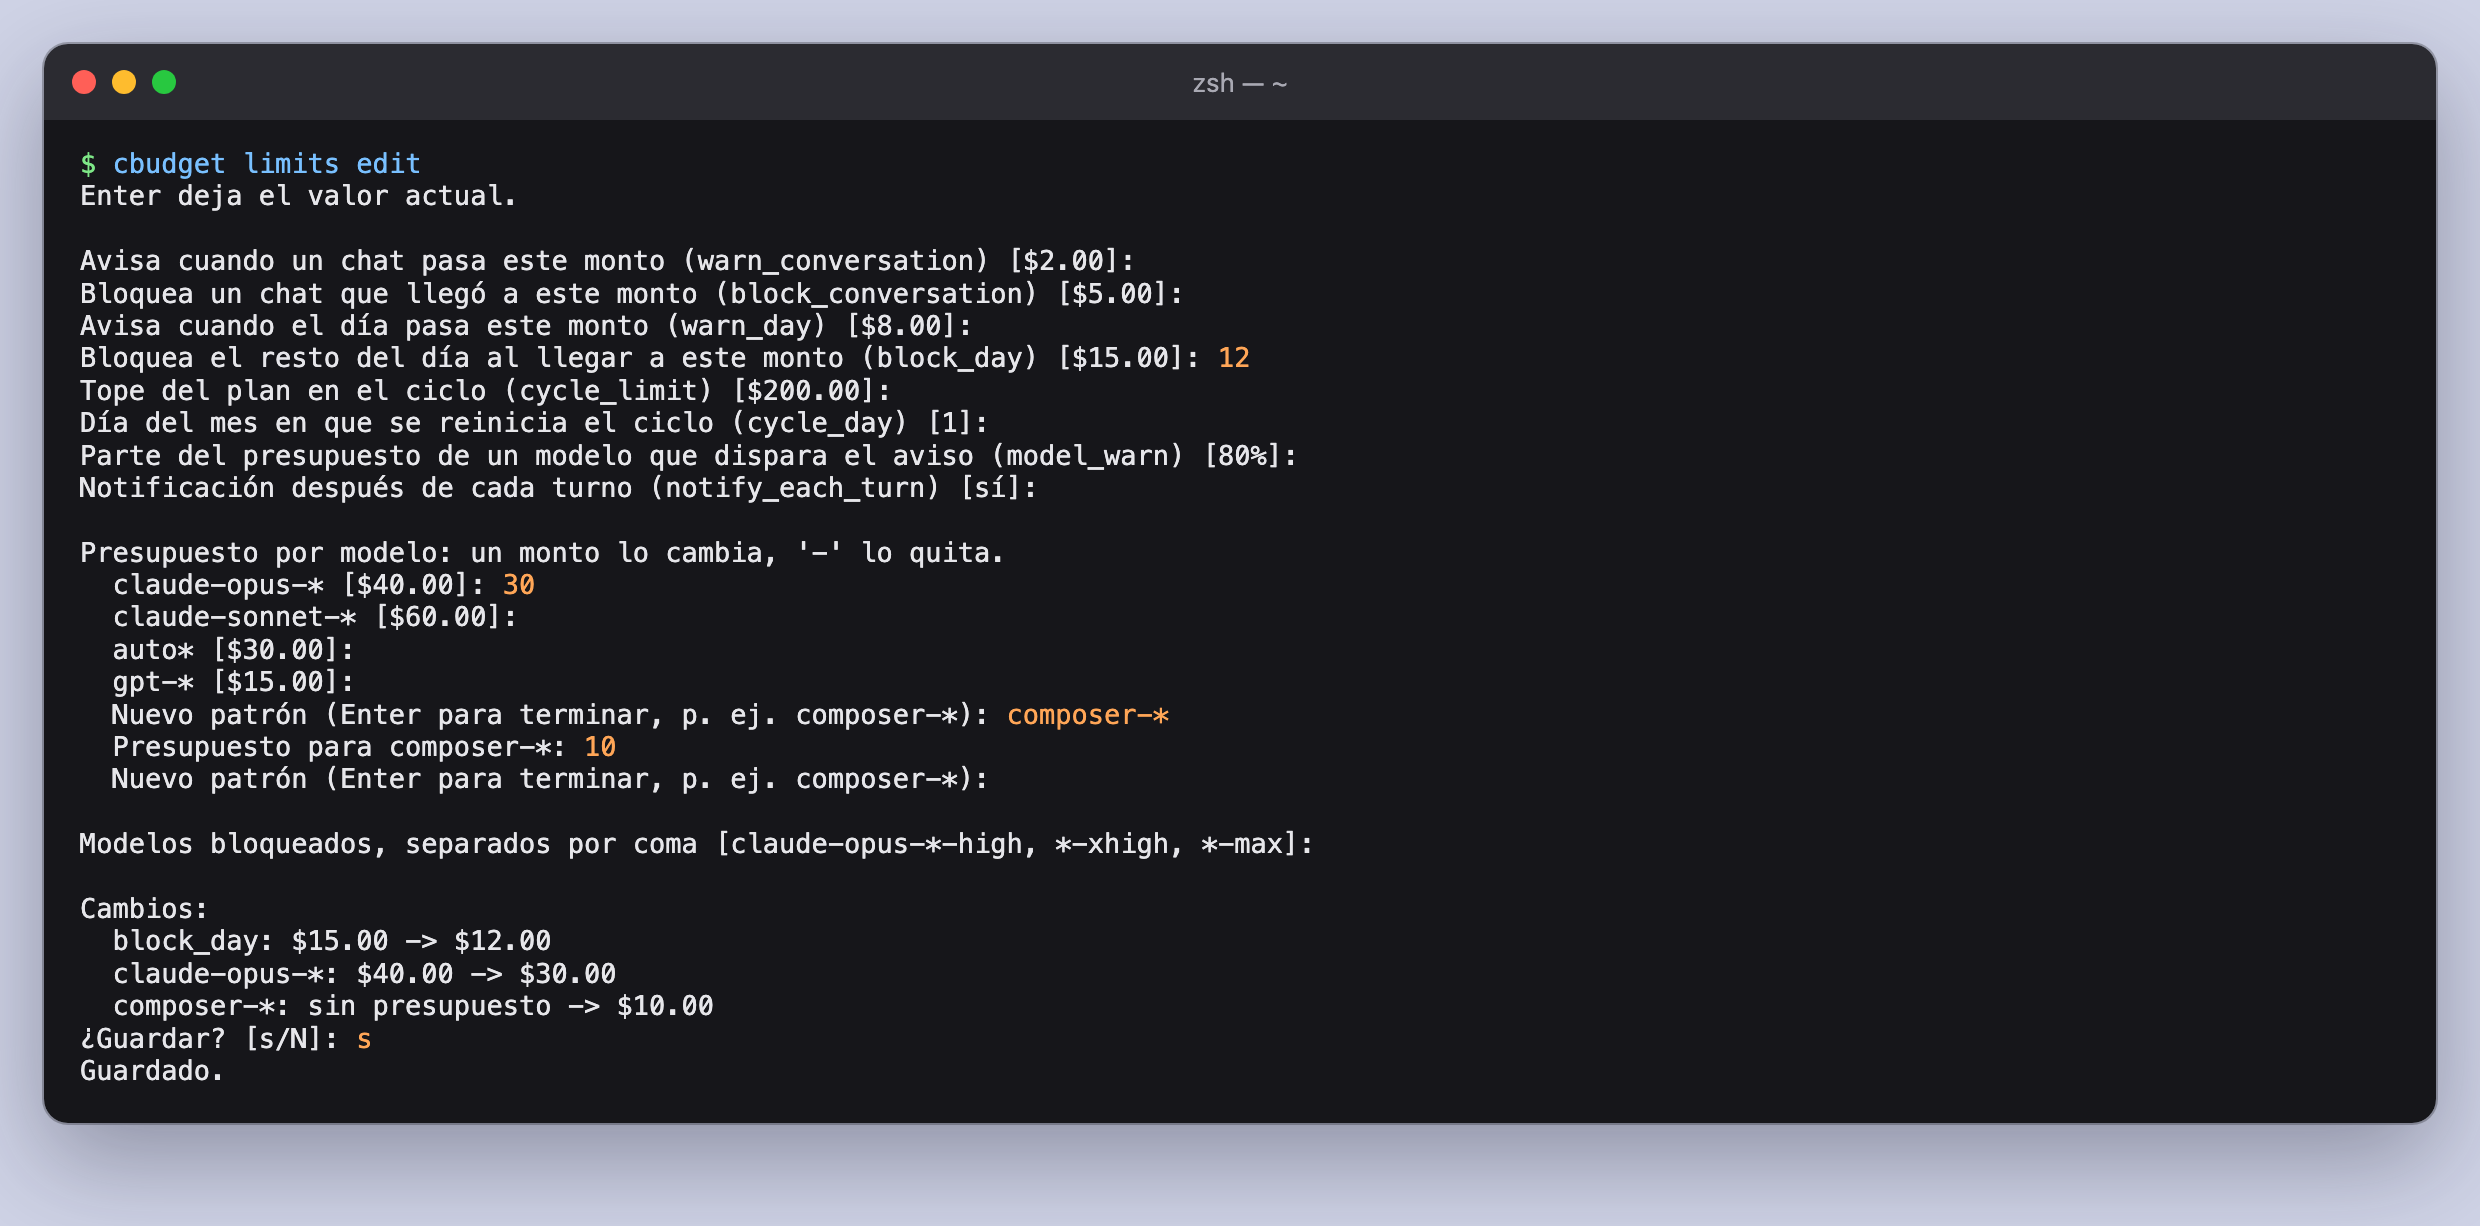 zsh — ~
$ cbudget limits edit
Enter deja el valor actual.
Avisa cuando un chat pasa este monto (warn_conversation) [$2.00]:
Bloquea un chat que llegó a este monto (block_conversation) [$5.00]:
Avisa cuando el día pasa este monto (warn_day) [$8.00]:
Bloquea el resto del día al llegar a este monto (block_day) [$15.00]: 12
Tope del plan en el ciclo (cycle_limit) [$200.00]:
Día del mes en que se reinicia el ciclo (cycle_day) [1]:
Parte del presupuesto de un modelo que dispara el aviso (model_warn) [80%]:
Notificación después de cada turno (notify_each_turn) [sí]:
Presupuesto por modelo: un monto lo cambia, '-' lo quita.
claude-opus-* [$40.00]: 30
claude-sonnet-* [$60.00]:
auto* [$30.00]:
gpt-* [$15.00]:
Nuevo patrón (Enter para terminar, p. ej. composer-*): composer-*
Presupuesto para composer-*: 10
Nuevo patrón (Enter para terminar, p. ej. composer-*):
Modelos bloqueados, separados por coma [claude-opus-*-high, *-xhigh, *-max]:
Cambios:
block_day: $15.00 -> $12.00
claude-opus-*: $40.00 -> $30.00
composer-*: sin presupuesto -> $10.00
¿Guardar? [s/N]: s
Guardado.